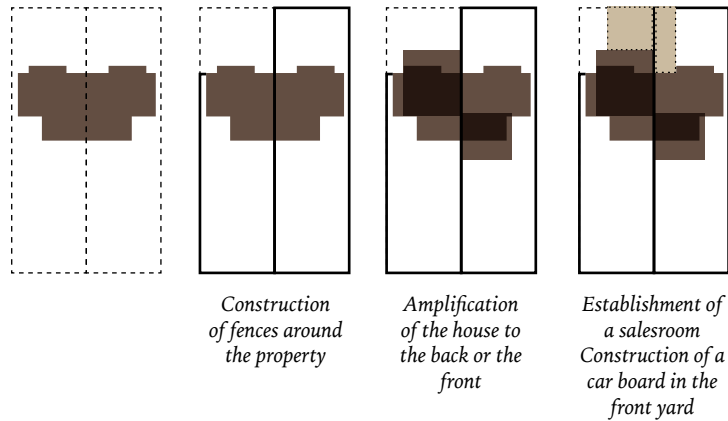 Construction
of fences around
the property
Amplification
of the house to
the back or the
front
Establishment of
a salesroom
Construction of a
car board in the
front yard